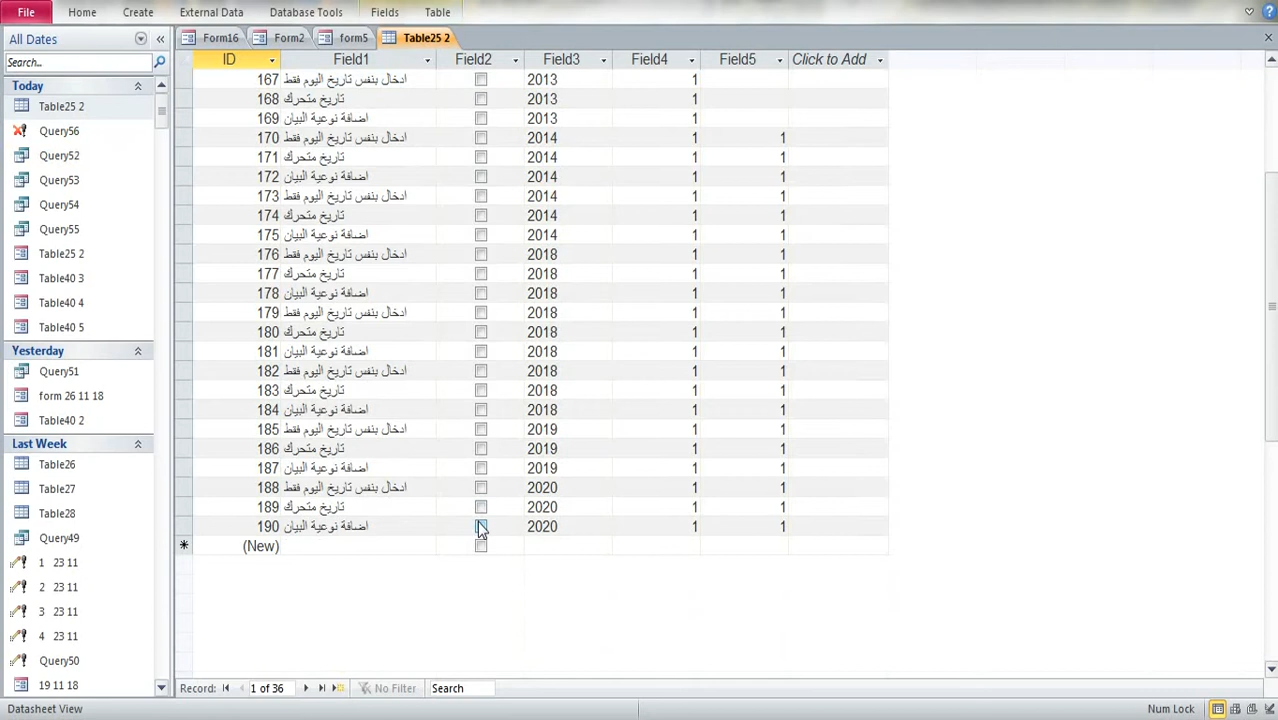 File Home Create External Data Database Tools Fields Table
All Dates
Search...
Today
Table25 2
Query56
Query52
Query53
Query54
Query55
Table25 2
Table40 3
Table40 4
Table40 5
Yesterday
Query51
form 26 11 18
Table40 2
Last Week
Table26
Table27
Table28
Query49
1 23 11
2 23 11
3 23 11
4 23 11
Query50
19 11 18
Form16 Form2 form5 Table25 2
ID Field1 Field2 Field3 Field4 Field5 Click to Add
167 ادخال بنفس تاريخ اليوم فقط 2013 1
168 تاريخ متحرك 2013 1
169 اضافة نوعية البيان 2013 1
170 ادخال بنفس تاريخ اليوم فقط 2014 1 1
171 تاريخ متحرك 2014 1 1
172 اضافة نوعية البيان 2014 1 1
173 ادخال بنفس تاريخ اليوم فقط 2014 1 1
174 تاريخ متحرك 2014 1 1
175 اضافة نوعية البيان 2014 1 1
176 ادخال بنفس تاريخ اليوم فقط 2018 1 1
177 تاريخ متحرك 2018 1 1
178 اضافة نوعية البيان 2018 1 1
179 ادخال بنفس تاريخ اليوم فقط 2018 1 1
180 تاريخ متحرك 2018 1 1
181 اضافة نوعية البيان 2018 1 1
182 ادخال بنفس تاريخ اليوم فقط 2018 1 1
183 تاريخ متحرك 2018 1 1
184 اضافة نوعية البيان 2018 1 1
185 ادخال بنفس تاريخ اليوم فقط 2019 1 1
186 تاريخ متحرك 2019 1 1
187 اضافة نوعية البيان 2019 1 1
188 ادخال بنفس تاريخ اليوم فقط 2020 1 1
189 تاريخ متحرك 2020 1 1
190 اضافة نوعية البيان 2020 1 1
(New)
Record: 1 of 36 No Filter Search
Datasheet View Num Lock